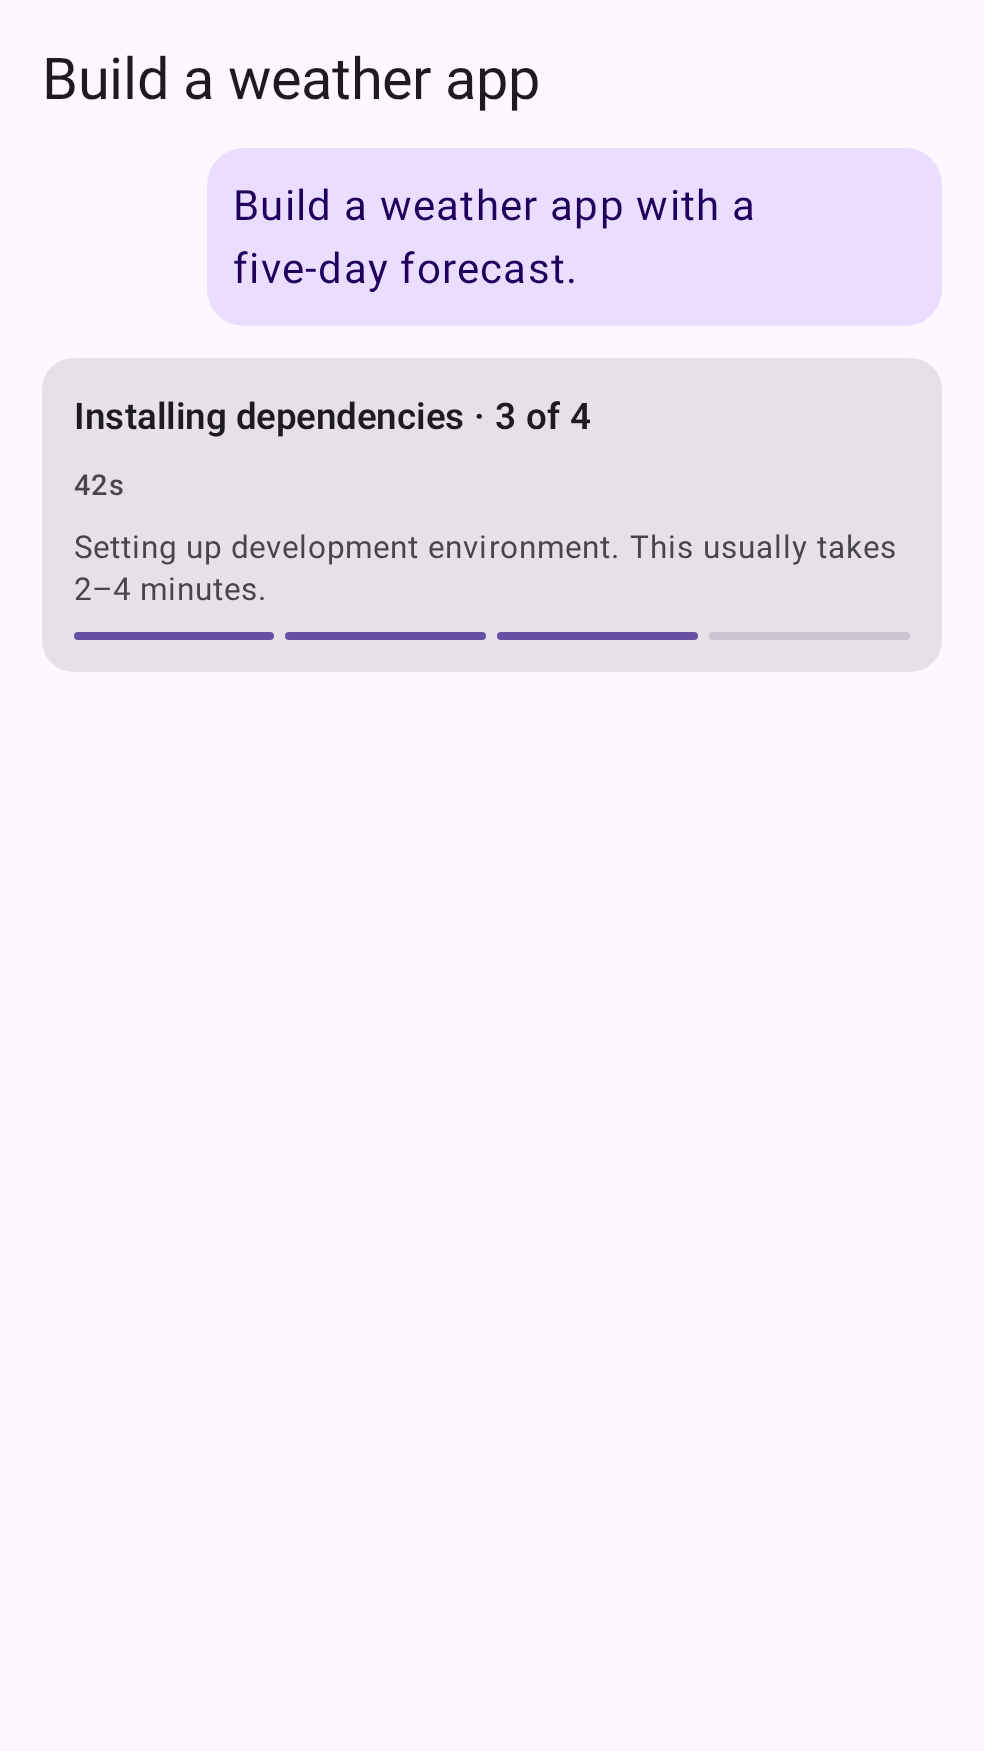 Build a weather app
Build a weather app with a
five-day forecast.
Installing dependencies · 3 of 4
42s
Setting up development environment. This usually takes
2–4 minutes.